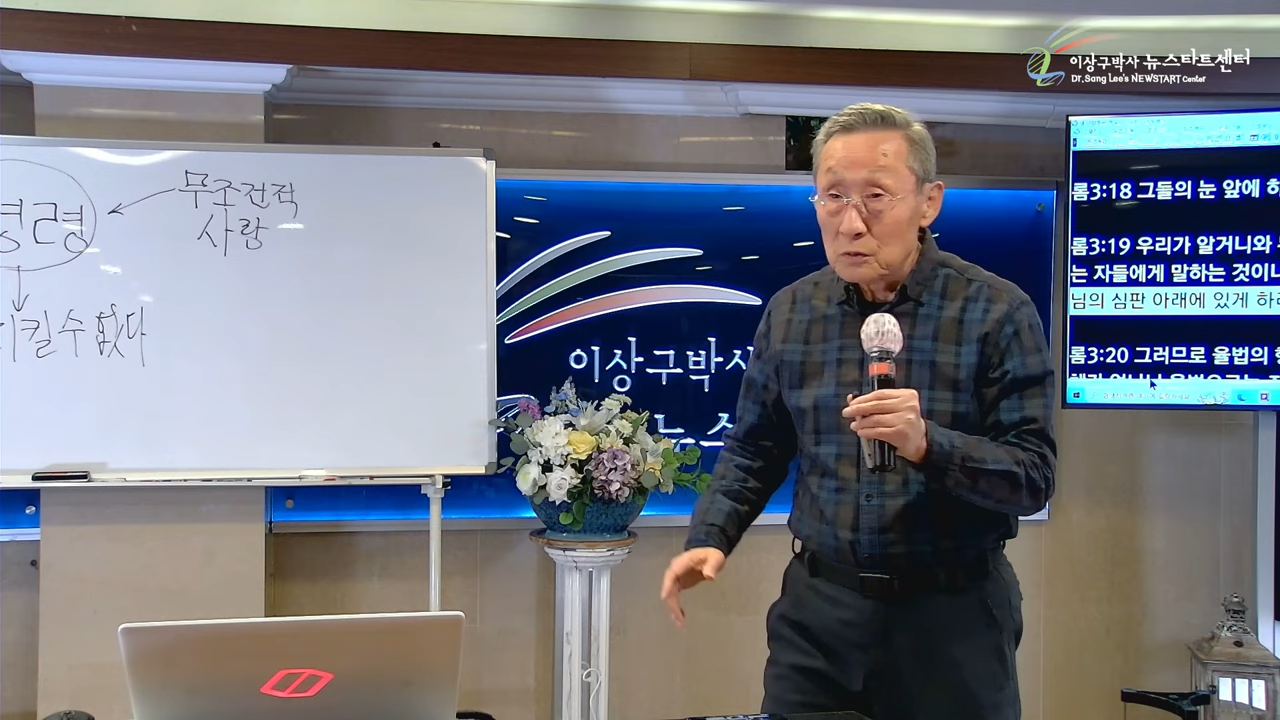 이상구박사 뉴스타트센터
Dr. Sang Lee's NEWSTART Center
무조건적
사람
령
킬 수 없다
이상구박사
뉴스
롬3:18 그들의 눈 앞에 하
롬3:19 우리가 알거니와
는 자들에게 말하는 것이니
님의 심판 아래에 있게 하려
롬3:20 그러므로 율법의